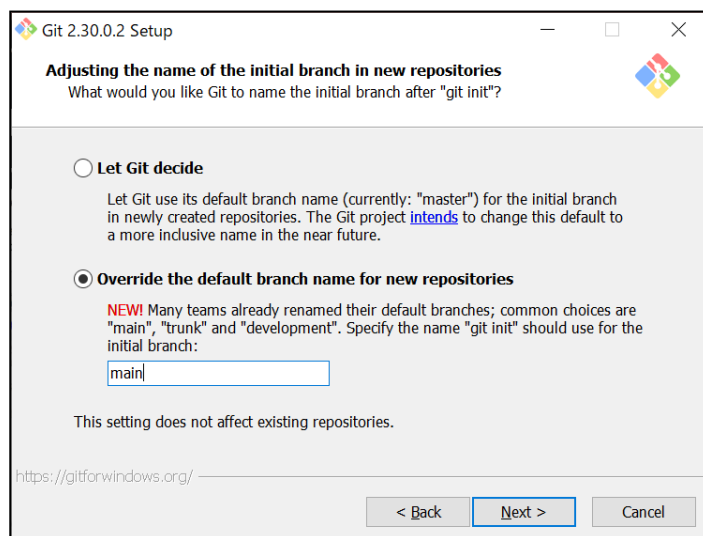 Git 2.30.0.2 Setup
Adjusting the name of the initial branch in new repositories
What would you like Git to name the initial branch after "git init"?
Let Git decide
Let Git use its default branch name (currently: "master") for the initial branch
in newly created repositories. The Git project intends to change this default to
a more inclusive name in the near future.
Override the default branch name for new repositories
NEW! Many teams already renamed their default branches; common choices are
"main", "trunk" and "development". Specify the name "git init" should use for the
initial branch:
main
This setting does not affect existing repositories.
https://gitforwindows.org/
< Back Next > Cancel